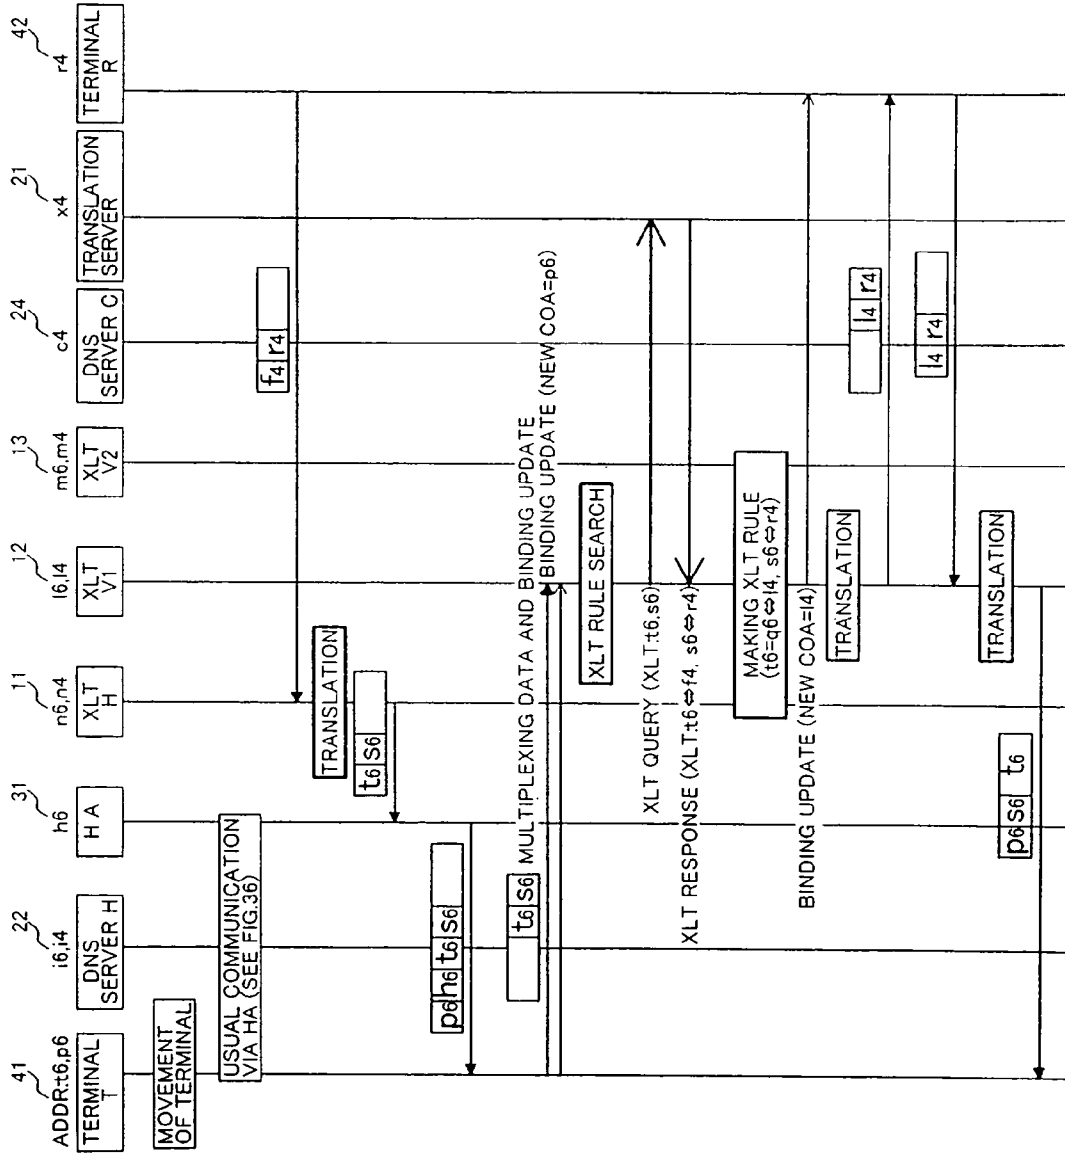 41
ADDR:t6,p6
TERMINAL
T
22
i6,i4
DNS
SERVER H
31
h6
H A
11
n6,n4
XLT
H
12
l6,l4
XLT
V1
13
m6,m4
XLT
V2
24
c4
DNS
SERVER C
21
x4
TRANSLATION
SERVER
42
r4
TERMINAL
R
MOVEMENT
OF TERMINAL
USUAL COMMUNICATION
VIA HA (SEE FIG.36)
f4 r4
TRANSLATION
t6 s6
p6 h6 t6 s6
t6 s6
MULTIPLEXING DATA AND BINDING UPDATE
BINDING UPDATE (NEW COA=p6)
XLT RULE SEARCH
XLT QUERY (XLT:t6,s6)
XLT RESPONSE (XLT:t6⇔f4, s6⇔r4)
MAKING XLT RULE
(t6=q6⇔l4, s6⇔r4)
BINDING UPDATE (NEW COA=l4)
TRANSLATION
l4 r4
l4 r4
TRANSLATION
p6 s6 t6